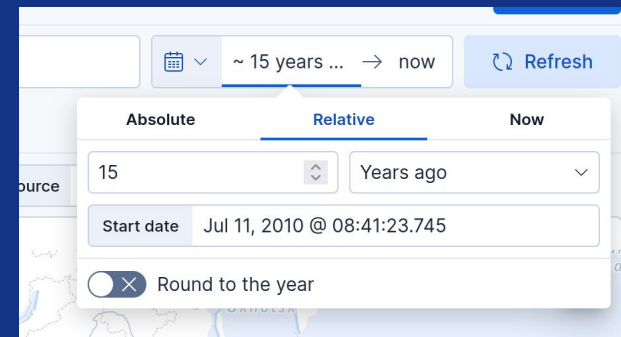 ~ 15 years ... → now
Refresh
Absolute
Relative
Now
15
Years ago
ource
Start date
Jul 11, 2010 @ 08:41:23.745
Round to the year